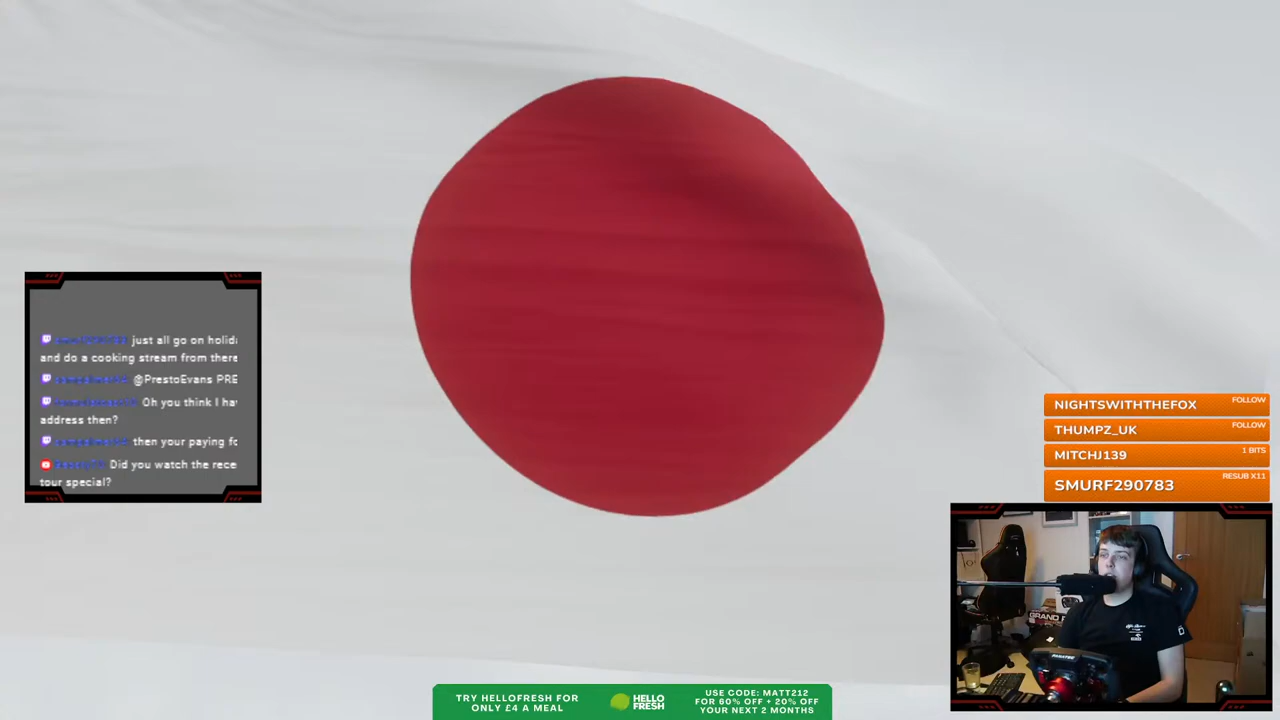 just all go on holid
and do a cooking stream from there
@PrestoEvans PRE
Oh you think I ha
address then?
then your paying fo
Did you watch the rece
tour special?
NIGHTSWITHTHEFOX FOLLOW
THUMPZ_UK FOLLOW
MITCHJ139 1 BITS
SMURF290783 RESUB X11
GRAND
FANATEC
TRY HELLOFRESH FOR
ONLY £4 A MEAL
HELLO
FRESH
USE CODE: MATT212
FOR 60% OFF + 20% OFF
YOUR NEXT 2 MONTHS